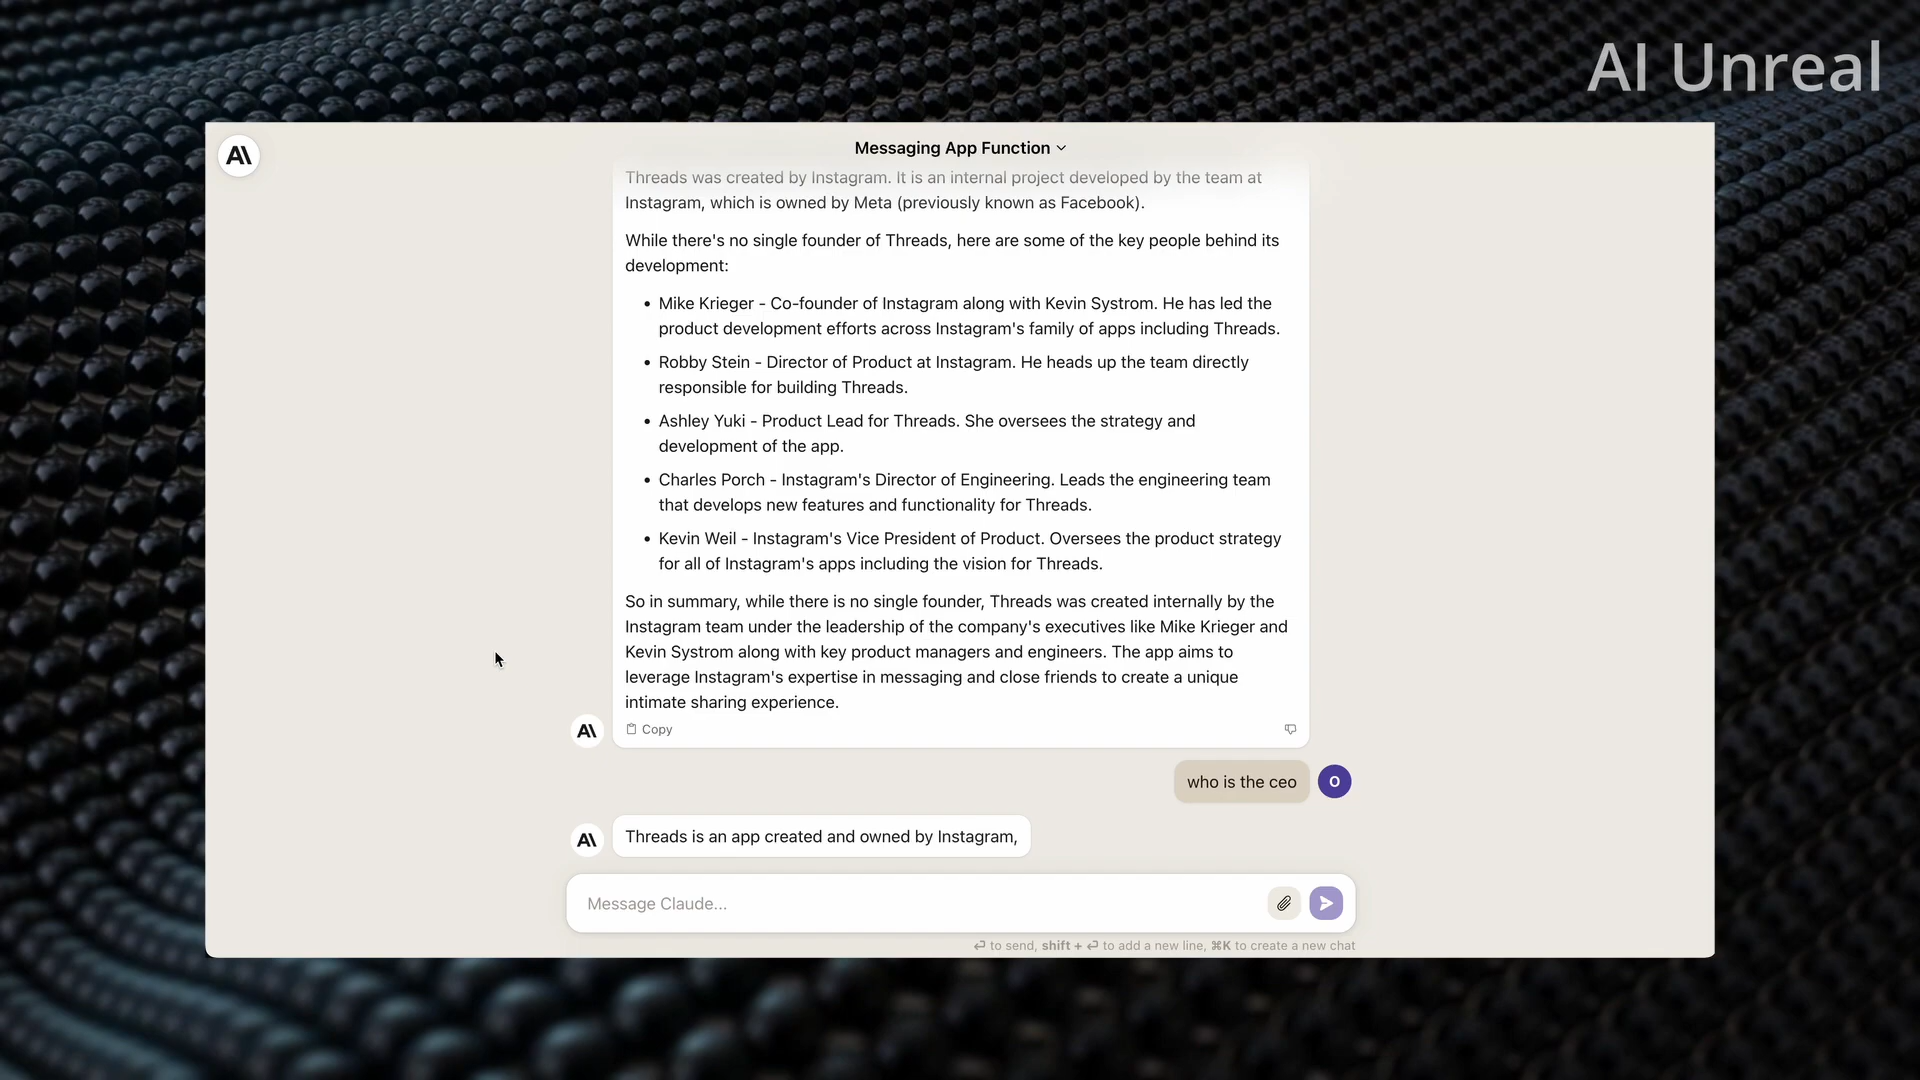 AI Unreal
Messaging App Function
Threads was created by Instagram. It is an internal project developed by the team at
Instagram, which is owned by Meta (previously known as Facebook).
While there's no single founder of Threads, here are some of the key people behind its
development:
• Mike Krieger - Co-founder of Instagram along with Kevin Systrom. He has led the
product development efforts across Instagram's family of apps including Threads.
• Robby Stein - Director of Product at Instagram. He heads up the team directly
responsible for building Threads.
• Ashley Yuki - Product Lead for Threads. She oversees the strategy and
development of the app.
• Charles Porch - Instagram's Director of Engineering. Leads the engineering team
that develops new features and functionality for Threads.
• Kevin Weil - Instagram's Vice President of Product. Oversees the product strategy
for all of Instagram's apps including the vision for Threads.
So in summary, while there is no single founder, Threads was created internally by the
Instagram team under the leadership of the company's executives like Mike Krieger and
Kevin Systrom along with key product managers and engineers. The app aims to
leverage Instagram's expertise in messaging and close friends to create a unique
intimate sharing experience.
Copy
who is the ceo
O
Threads is an app created and owned by Instagram,
Message Claude...
⏎ to send, shift + ⏎ to add a new line, ⌘K to create a new chat